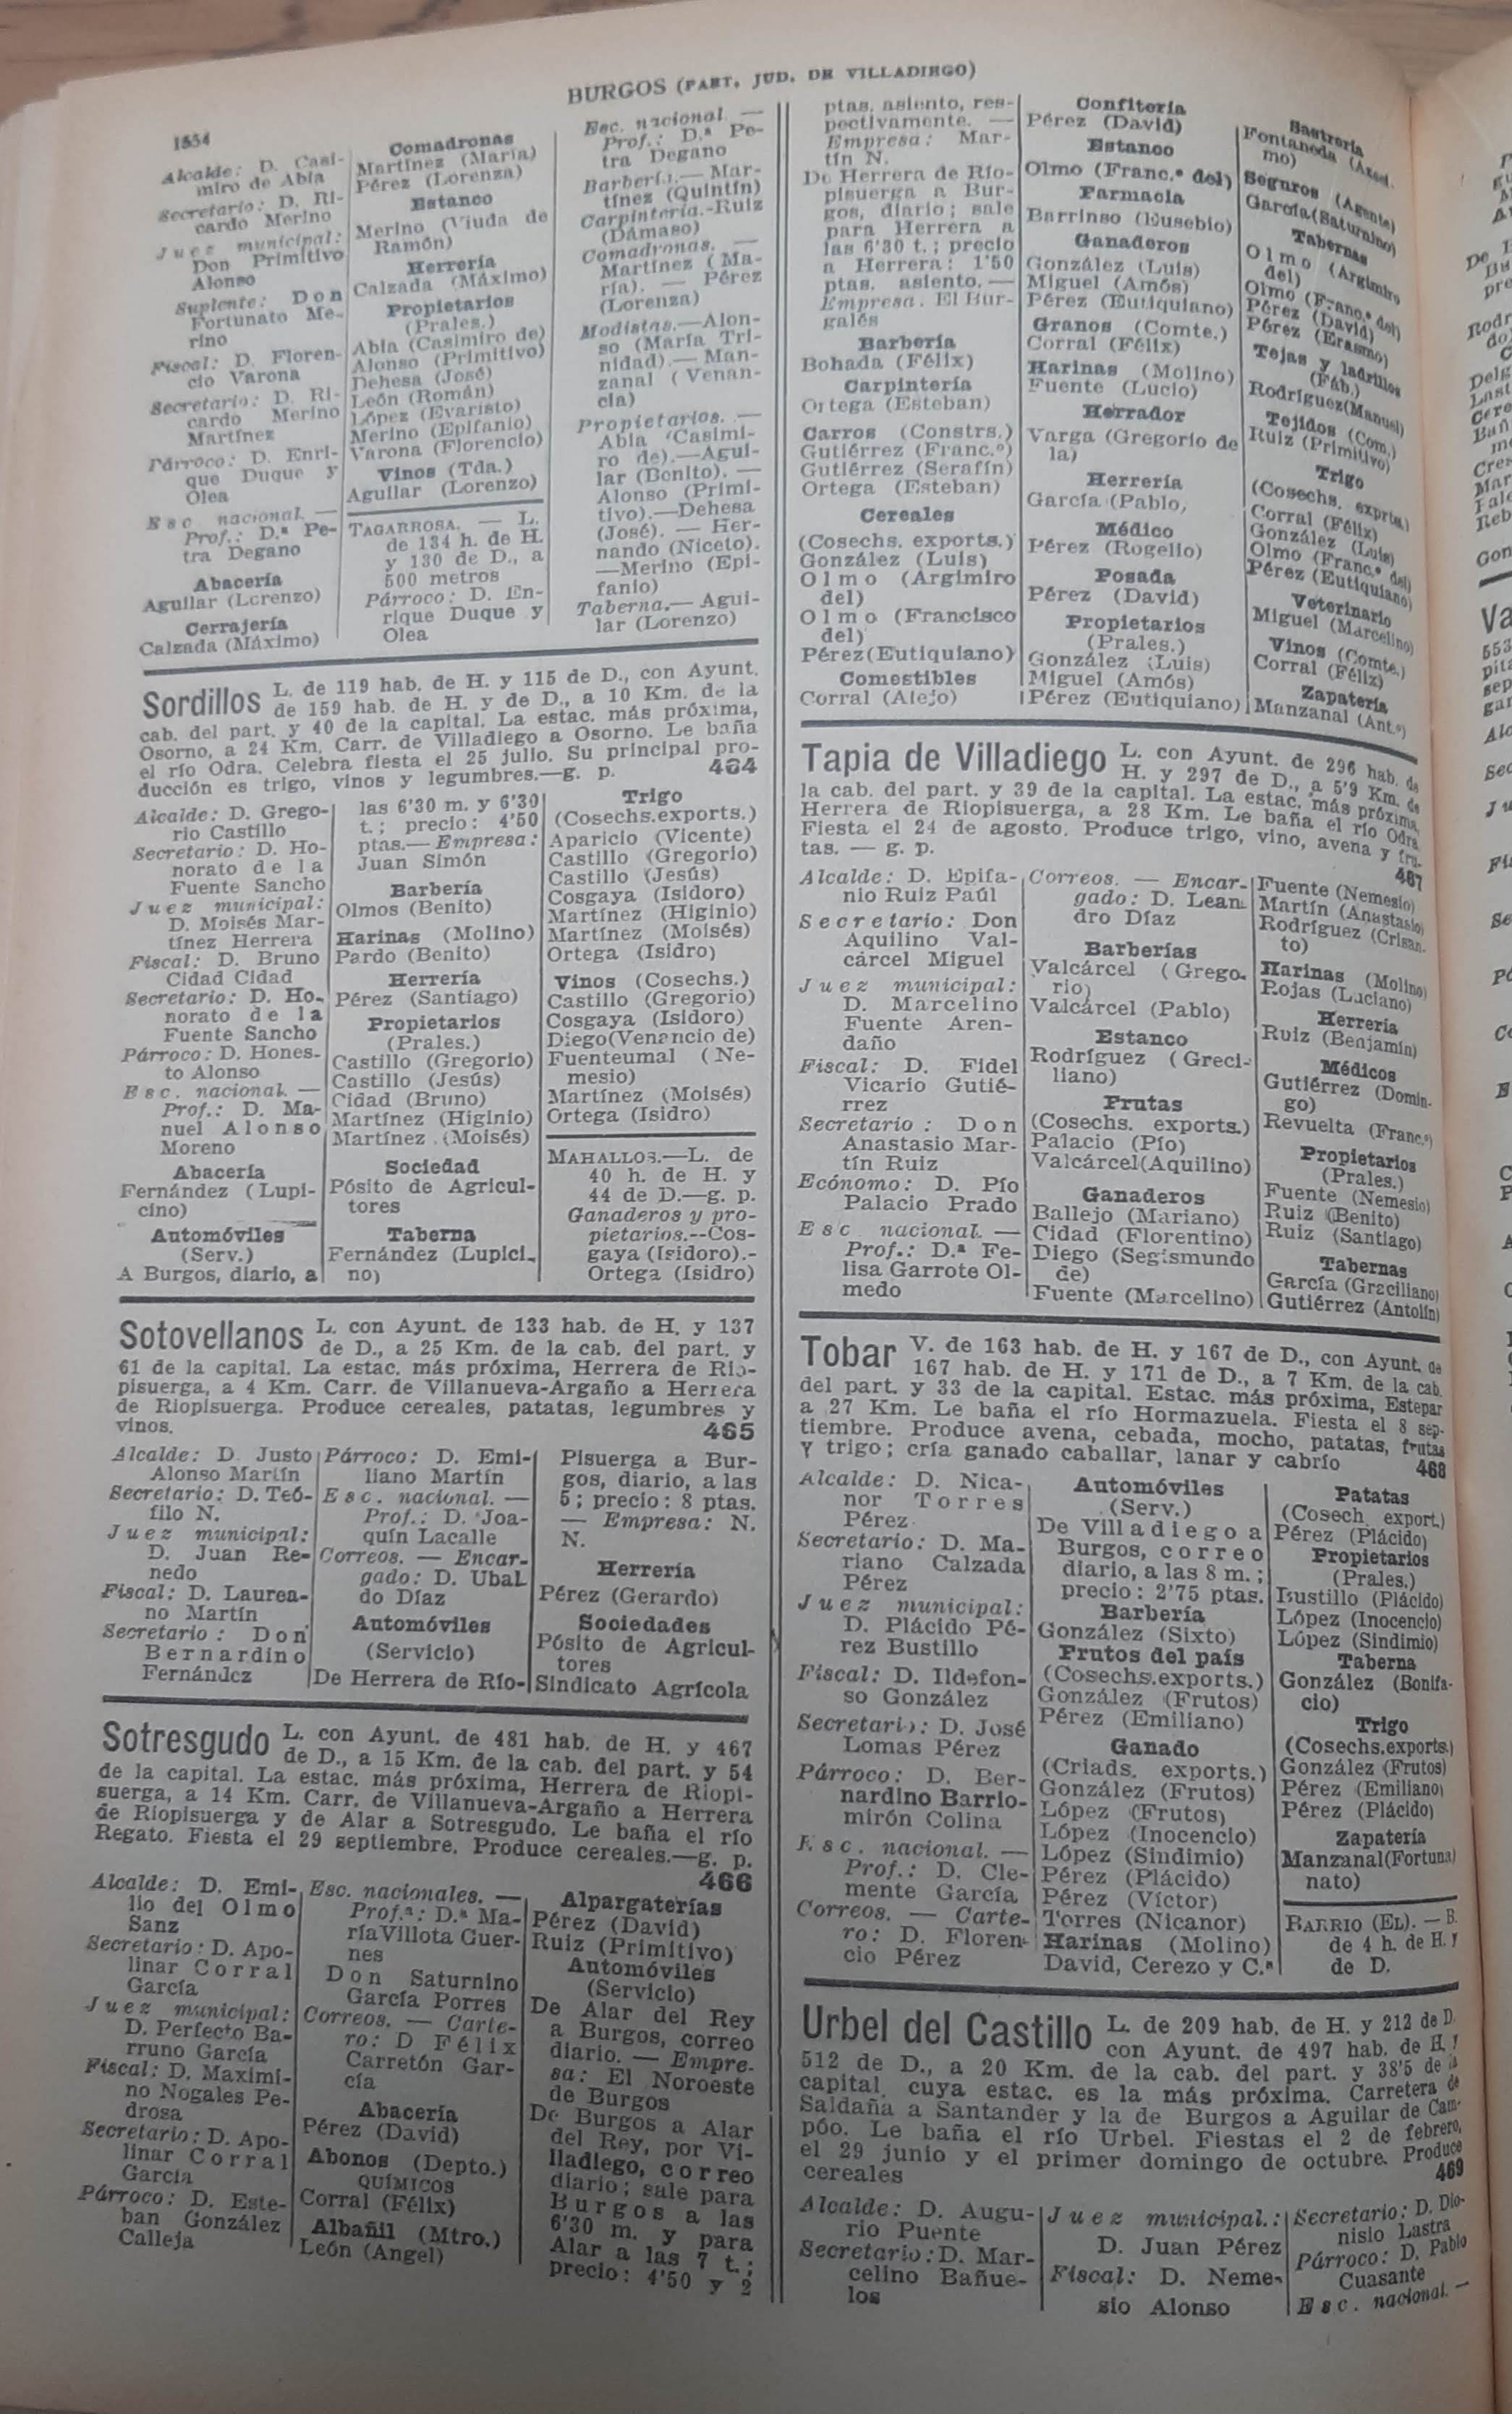 BURGOS (PART. JUD. DE VILLADIEGO)
1554
Alcalde: D. Casi-
miro de Abia
Secretario: D. Ri-
cardo Merino
Juez municipal:
Don Primitivo
Alonso
Suplente: Don
Fortunato Me-
rino
Fiscal: D. Floren-
cio Varona
Secretario: D. Ri-
cardo Merino
Martínez
Párroco: D. Enri-
que Duque y
Olea
Esc. nacional. —
Prof.: D.ª Pe-
tra Degano
Abacería
Aguilar (Lorenzo)
Cerrajería
Calzada (Máximo)
Comadronas
Martínez (María)
Pérez (Lorenza)
Estanco
Merino (Viuda de
Ramón)
Herrería
Calzada (Máximo)
Propietarios
(Prales.)
Abia (Casimiro de)
Alonso (Primitivo)
Dehesa (José)
León (Román)
López (Evaristo)
Merino (Epifanio)
Varona (Florencio)
Vinos (Tda.)
Aguilar (Lorenzo)
TAGARROSA. — L.
de 134 h. de H.
y 130 de D., a
500 metros
Párroco: D. En-
rique Duque y
Olea
Esc. nacional. —
Prof.: D.ª Pe-
tra Degano
Barbería.— Mar-
tínez (Quintín)
Carpintería.-Ruiz
(Dámaso)
Comadronas. —
Martínez (Ma-
ría). — Pérez
(Lorenza)
Modistas.—Alon-
so (María Tri-
nidad).— Man-
zanal (Venan-
cia)
Propietarios. —
Abia (Casimi-
ro de).—Agui-
lar (Benito). —
Alonso (Primi-
tivo).—Dehesa
(José). — Her-
nando (Niceto).
—Merino (Epi-
fanio)
Taberna.— Agui-
lar (Lorenzo)
Sordillos L. de 119 hab. de H. y 115 de D., con Ayunt.
de 159 hab. de H. y de D., a 10 Km. de la
cab. del part. y 40 de la capital. La estac. más próxima,
Osorno, a 24 Km. Carr. de Villadiego a Osorno. Le baña
el río Odra. Celebra fiesta el 25 julio. Su principal pro-
ducción es trigo, vinos y legumbres.—g. p. 464
Alcalde: D. Grego-
rio Castillo
Secretario: D. Ho-
norato de la
Fuente Sancho
Juez municipal:
D. Moisés Mar-
tínez Herrera
Fiscal: D. Bruno
Cidad Cidad
Secretario: D. Ho-
norato de la
Fuente Sancho
Párroco: D. Hones-
to Alonso
Esc. nacional. —
Prof.: D. Ma-
nuel Alonso
Moreno
Abacería
Fernández (Lupi-
cino)
Automóviles
(Serv.)
A Burgos, diario, a
las 6'30 m. y 6'30
t.; precio: 4'50
ptas.— Empresa:
Juan Simón
Barbería
Olmos (Benito)
Harinas (Molino)
Pardo (Benito)
Herrería
Pérez (Santiago)
Propietarios
(Prales.)
Castillo (Gregorio)
Castillo (Jesús)
Cidad (Bruno)
Martínez (Higinio)
Martínez (Moisés)
Sociedad
Pósito de Agricul-
tores
Taberna
Fernández (Lupici-
no)
Trigo
(Cosechs.exports.)
Aparicio (Vicente)
Castillo (Gregorio)
Castillo (Jesús)
Cosgaya (Isidoro)
Martínez (Higinio)
Martínez (Moisés)
Ortega (Isidro)
Vinos (Cosechs.)
Castillo (Gregorio)
Cosgaya (Isidoro)
Diego(Venancio de)
Fuenteumal (Ne-
mesio)
Martínez (Moisés)
Ortega (Isidro)
MAHALLOS.—L. de
40 h. de H. y
44 de D.—g. p.
Ganaderos y pro-
pietarios.--Cos-
gaya (Isidoro).-
Ortega (Isidro)
Sotovellanos L. con Ayunt. de 133 hab. de H. y 137
de D., a 25 Km. de la cab. del part. y
61 de la capital. La estac. más próxima, Herrera de Rio-
pisuerga, a 4 Km. Carr. de Villanueva-Argaño a Herrera
de Riopisuerga. Produce cereales, patatas, legumbres y
vinos. 465
Alcalde: D. Justo
Alonso Martín
Secretario: D. Teó-
filo N.
Juez municipal:
D. Juan Re-
nedo
Fiscal: D. Laurea-
no Martín
Secretario: Don
Bernardino
Fernández
Párroco: D. Emi-
liano Martín
Esc. nacional. —
Prof.: D. Joa-
quín Lacalle
Correos. — Encar-
gado: D. Ubal-
do Díaz
Automóviles
(Servicio)
De Herrera de Río-
Pisuerga a Bur-
gos, diario, a las
5; precio: 8 ptas.
— Empresa: N.
N.
Herrería
Pérez (Gerardo)
Sociedades
Pósito de Agricul-
tores
Sindicato Agrícola
Sotresgudo L. con Ayunt. de 481 hab. de H. y 467
de D., a 15 Km. de la cab. del part. y 54
de la capital. La estac. más próxima, Herrera de Riopi-
suerga, a 14 Km. Carr. de Villanueva-Argaño a Herrera
de Riopisuerga y de Alar a Sotresgudo. Le baña el río
Regato. Fiesta el 29 septiembre. Produce cereales.—g. p.
466
Alcalde: D. Emi-
lio del Olmo
Sanz
Secretario: D. Apo-
linar Corral
García
Juez municipal:
D. Perfecto Ba-
rruno García
Fiscal: D. Maximi-
no Nogales Pe-
drosa
Secretario: D. Apo-
linar Corral
García
Párroco: D. Este-
ban González
Calleja
Esc. nacionales. —
Prof.ª: D.ª Ma-
ría Villota Guer-
nes
Don Saturnino
García Porres
Correos. — Carte-
ro: D Félix
Carretón Gar-
cía
Abacería
Pérez (David)
Abonos (Depto.)
QUÍMICOS
Corral (Félix)
Albañil (Mtro.)
León (Angel)
Alpargaterías
Pérez (David)
Ruiz (Primitivo)
Automóviles
(Servicio)
De Alar del Rey
a Burgos, correo
diario. — Empre-
sa: El Noroeste
de Burgos
De Burgos a Alar
del Rey, por Vi-
lladiego, correo
diario; sale para
Burgos a las
6'30 m. y para
Alar a las 7 t.;
precio: 4'50 y 2
ptas. asiento, res-
pectivamente. —
Empresa: Mar-
tín N.
De Herrera de Río-
pisuerga a Bur-
gos, diario; sale
para Herrera a
las 6'30 t.; precio
a Herrera: 1'50
ptas. asiento. —
Empresa. El Bur-
galés
Barbería
Bohada (Félix)
Carpintería
Ortega (Esteban)
Carros (Constrs.)
Gutiérrez (Franc.º)
Gutiérrez (Serafín)
Ortega (Esteban)
Cereales
(Cosechs. exports.)
González (Luis)
Olmo (Argimiro
del)
Olmo (Francisco
del)
Pérez(Eutiquiano)
Comestibles
Corral (Alejo)
Confitería
Pérez (David)
Estanco
Olmo (Franc.º del)
Farmacia
Barrinso (Eusebio)
Ganaderos
González (Luis)
Miguel (Amós)
Pérez (Eutiquiano)
Granos (Comte.)
Corral (Félix)
Harinas (Molino)
Fuente (Lucio)
Herrador
Varga (Gregorio de
la)
Herrería
García (Pablo,
Médico
Pérez (Rogelio)
Posada
Pérez (David)
Propietarios
(Prales.)
González (Luis)
Miguel (Amós)
Pérez (Eutiquiano)
Sastrería
Fontaneda (Axel.
mo)
Seguros (Agente)
García(Saturnino)
Tabernas
Olmo (Argimiro
del)
Olmo (Franc.º del)
Pérez (David)
Pérez (Erasmo)
Tejas y ladrillos
(Fáb.)
Rodríguez(Manuel)
Tejidos (Com.)
Ruiz (Primitivo)
Trigo
(Cosechs. exprts.)
Corral (Félix)
González (Luis)
Olmo (Franc.º del)
Pérez (Eutiquiano)
Veterinario
Miguel (Marcelino)
Vinos (Comte.)
Corral (Félix)
Zapatería
Manzanal (Ant.º)
Tapia de Villadiego L. con Ayunt. de 296 hab. de
H. y 297 de D., a 5'9 Km. de
la cab. del part. y 39 de la capital. La estac. más próxima,
Herrera de Riopisuerga, a 28 Km. Le baña el río Odra.
Fiesta el 24 de agosto. Produce trigo, vino, avena y fru-
tas. — g. p. 467
Alcalde: D. Epifa-
nio Ruiz Paúl
Secretario: Don
Aquilino Val-
cárcel Miguel
Juez municipal:
D. Marcelino
Fuente Aren-
daño
Fiscal: D. Fidel
Vicario Gutié-
rrez
Secretario: Don
Anastasio Mar-
tín Ruiz
Ecónomo: D. Pío
Palacio Prado
Esc nacional. —
Prof.: D.ª Fe-
lisa Garrote Ol-
medo
Correos. — Encar-
gado: D. Lean-
dro Díaz
Barberías
Valcárcel (Grego-
rio)
Valcárcel (Pablo)
Estanco
Rodríguez (Greci-
liano)
Frutas
(Cosechs. exports.)
Palacio (Pío)
Valcárcel(Aquilino)
Ganaderos
Ballejo (Mariano)
Cidad (Florentino)
Diego (Segismundo
de)
Fuente (Marcelino)
Fuente (Nemesio)
Martín (Anastasio)
Rodríguez (Crisan-
to)
Harinas (Molino)
Rojas (Luciano)
Herrería
Ruiz (Benjamín)
Médicos
Gutiérrez (Domin-
go)
Revuelta (Franc.º)
Propietarios
(Prales.)
Fuente (Nemesio)
Ruiz (Benito)
Ruiz (Santiago)
Tabernas
García (Graciliano)
Gutiérrez (Antolín)
Tobar V. de 163 hab. de H. y 167 de D., con Ayunt. de
167 hab. de H. y 171 de D., a 7 Km. de la cab.
del part. y 33 de la capital. Estac. más próxima, Estepar
a 27 Km. Le baña el río Hormazuela. Fiesta el 8 sep-
tiembre. Produce avena, cebada, mocho, patatas, frutas
y trigo; cría ganado caballar, lanar y cabrío 468
Alcalde: D. Nica-
nor Torres
Pérez
Secretario: D. Ma-
riano Calzada
Pérez
Juez municipal:
D. Plácido Pé-
rez Bustillo
Fiscal: D. Ildefon-
so González
Secretario: D. José
Lomas Pérez
Párroco: D. Ber-
nardino Barrio-
mirón Colina
Esc. nacional. —
Prof.: D. Cle-
mente García
Correos. — Carte-
ro: D. Floren-
cio Pérez
Automóviles
(Serv.)
De Villadiego a
Burgos, correo
diario, a las 8 m.;
precio: 2'75 ptas.
Barbería
González (Sixto)
Frutos del país
(Cosechs.exports.)
González (Frutos)
Pérez (Emiliano)
Ganado
(Criads. exports.)
González (Frutos)
López (Frutos)
López (Inocencio)
López (Sindimio)
Pérez (Plácido)
Pérez (Víctor)
Torres (Nicanor)
Harinas (Molino)
David, Cerezo y C.ª
Patatas
(Cosech. export.)
Pérez (Plácido)
Propietarios
(Prales.)
Bustillo (Plácido)
López (Inocencio)
López (Sindimio)
Taberna
González (Bonifa-
cio)
Trigo
(Cosechs.exports.)
González (Frutos)
Pérez (Emiliano)
Pérez (Plácido)
Zapatería
Manzanal(Fortuna)
nato)
BARRIO (EL). — B.
de 4 h. de H. y
de D.
Urbel del Castillo L. de 209 hab. de H. y 212 de D.
con Ayunt. de 497 hab. de H. y
512 de D., a 20 Km. de la cab. del part. y 38'5 de la
capital, cuya estac. es la más próxima. Carretera de
Saldaña a Santander y la de Burgos a Aguilar de Cam-
póo. Le baña el río Urbel. Fiestas el 2 de febrero,
el 29 junio y el primer domingo de octubre. Produce
cereales 469
Alcalde: D. Augu-
rio Puente
Secretario: D. Mar-
celino Bañue-
los
Juez municipal.:
D. Juan Pérez
Fiscal: D. Neme-
sio Alonso
Secretario: D. Dio-
nisio Lastra
Párroco: D. Pablo
Cuasante
Esc. nacional. —